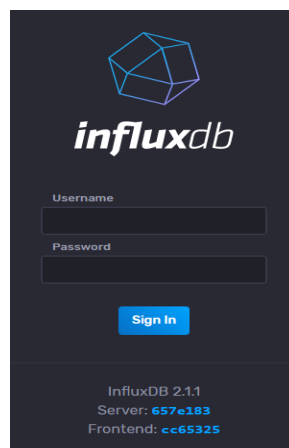 influxdb
Username
Password
Sign In
InfluxDB 2.1.1
Server: 657e183
Frontend: cc65325